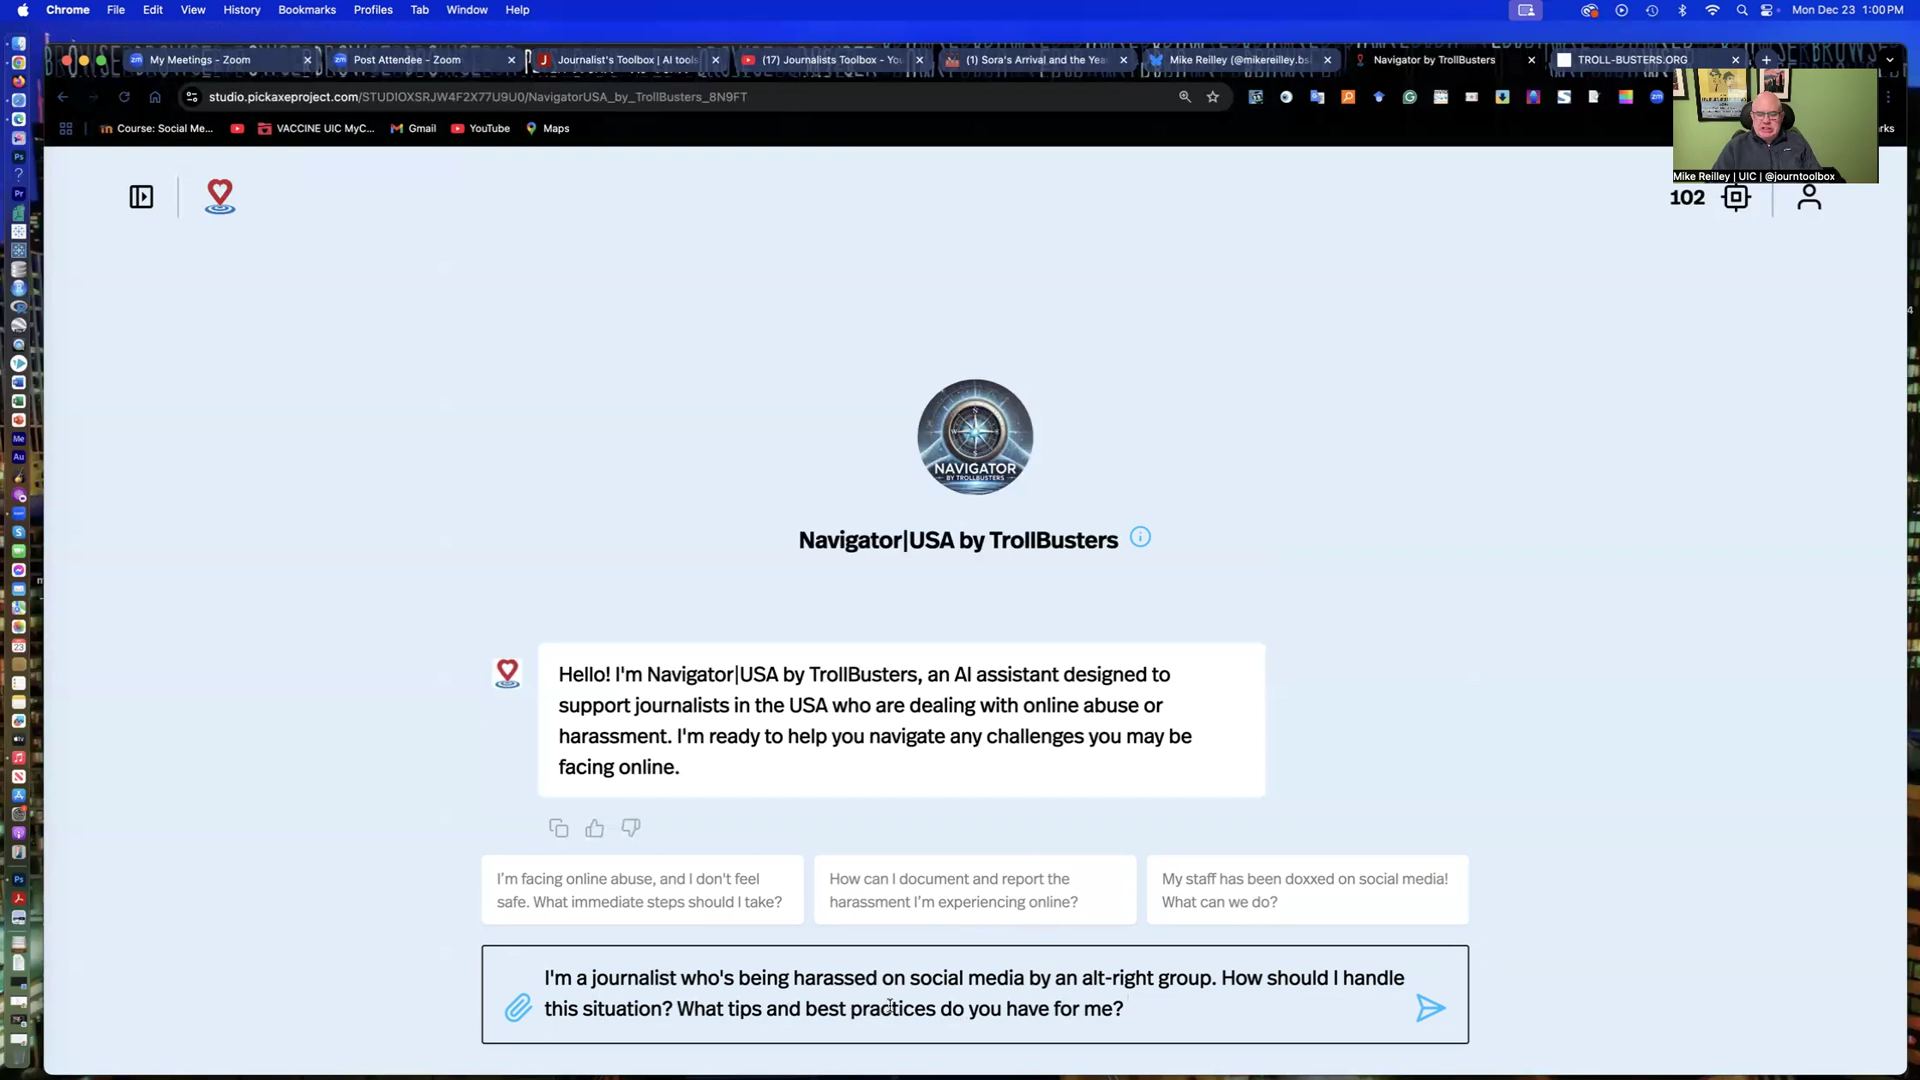 Chrome File Edit View History Bookmarks Profiles Tab Window Help Mon Dec 23 1:00 PM
My Meetings - Zoom
Post Attendee - Zoom
Journalist's Toolbox | AI tools
(17) Journalists Toolbox - You
(1) Sora's Arrival and the Yea
Mike Reilley (@mikereilley.bs
Navigator by TrollBusters
TROLL-BUSTERS.ORG
studio.pickaxeproject.com/STUDIOXSRJW4F2X77U9U0/NavigatorUSA_by_TrollBusters_8N9FT
Course: Social Me...
VACCINE UIC MyC...
Gmail
YouTube
Maps
Mike Reilley | UIC | @journtoolbox
102
NAVIGATOR
BY TROLLBUSTERS
Navigator|USA by TrollBusters
Hello! I'm Navigator|USA by TrollBusters, an AI assistant designed to
support journalists in the USA who are dealing with online abuse or
harassment. I'm ready to help you navigate any challenges you may be
facing online.
I'm facing online abuse, and I don't feel
safe. What immediate steps should I take?
How can I document and report the
harassment I'm experiencing online?
My staff has been doxxed on social media!
What can we do?
I'm a journalist who's being harassed on social media by an alt-right group. How should I handle
this situation? What tips and best practices do you have for me?